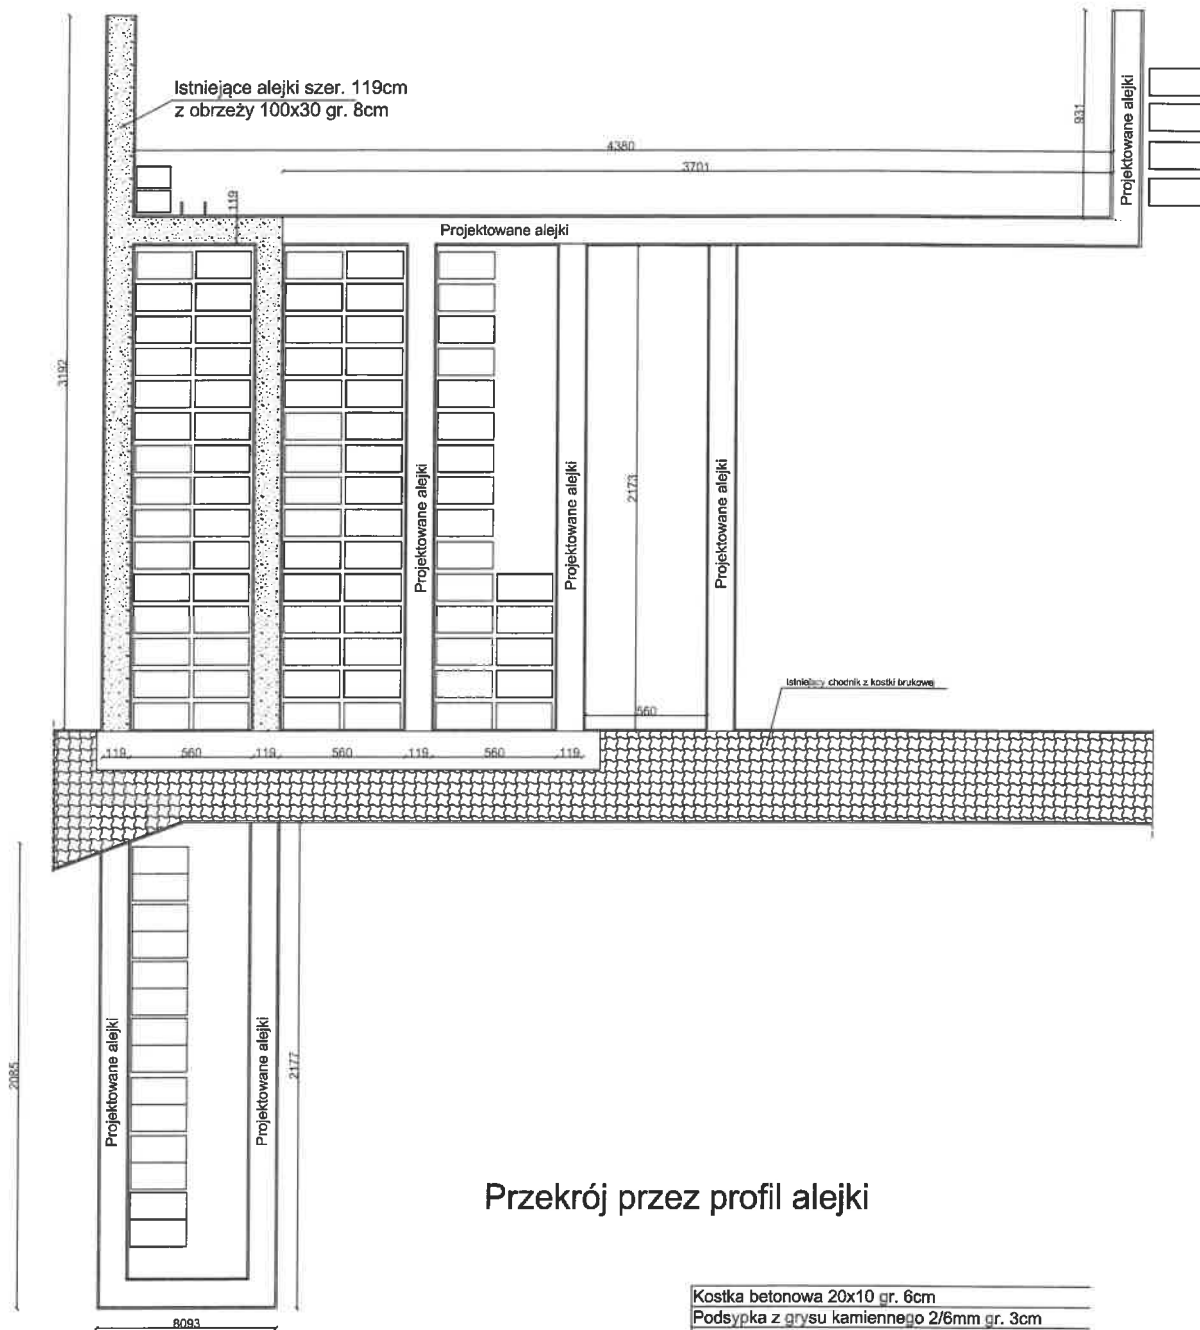 Istniejące alejki szer. 119cm
z obrzeży 100x30 gr. 8cm
931
Projektowane alejki
4380
3701
119
Projektowane alejki
3192
Projektowane alejki
Projektowane alejki
2173
Projektowane alejki
Istniejący chodnik z kostki brukowej
560
119 560 119 560 119 560 119
2085
Projektowane alejki
Projektowane alejki
2177
Przekrój przez profil alejki
Kostka betonowa 20x10 gr. 6cm
Podsypka z grysu kamiennego 2/6mm gr. 3cm
8093